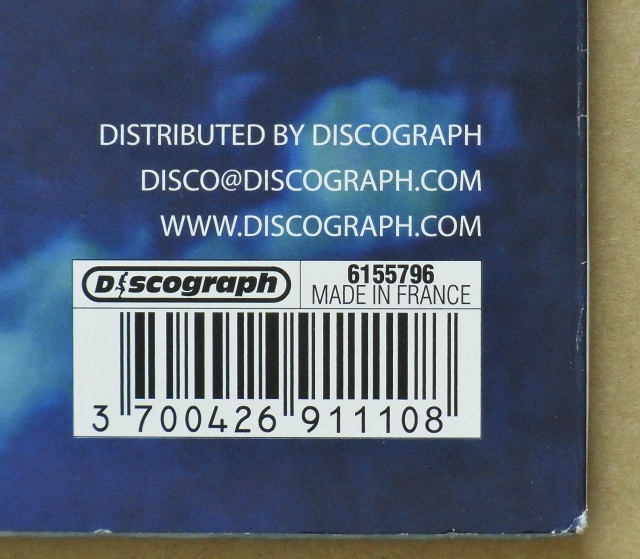 DISTRIBUTED BY DISCOGRAPH
DISCO@DISCOGRAPH.COM
WWW.DISCOGRAPH.COM
Discograph
6155796
MADE IN FRANCE
3 700426 911108